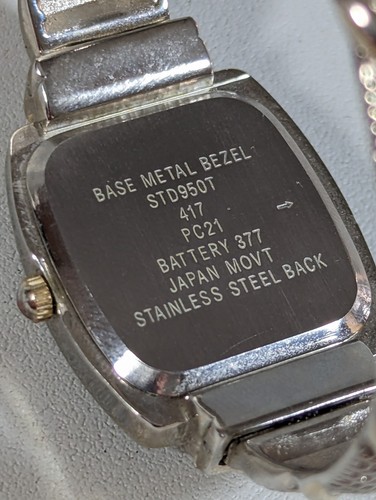 BASE METAL BEZEL
STD950T
417
PC21
BATTERY 377
JAPAN MOVT
STAINLESS STEEL BACK